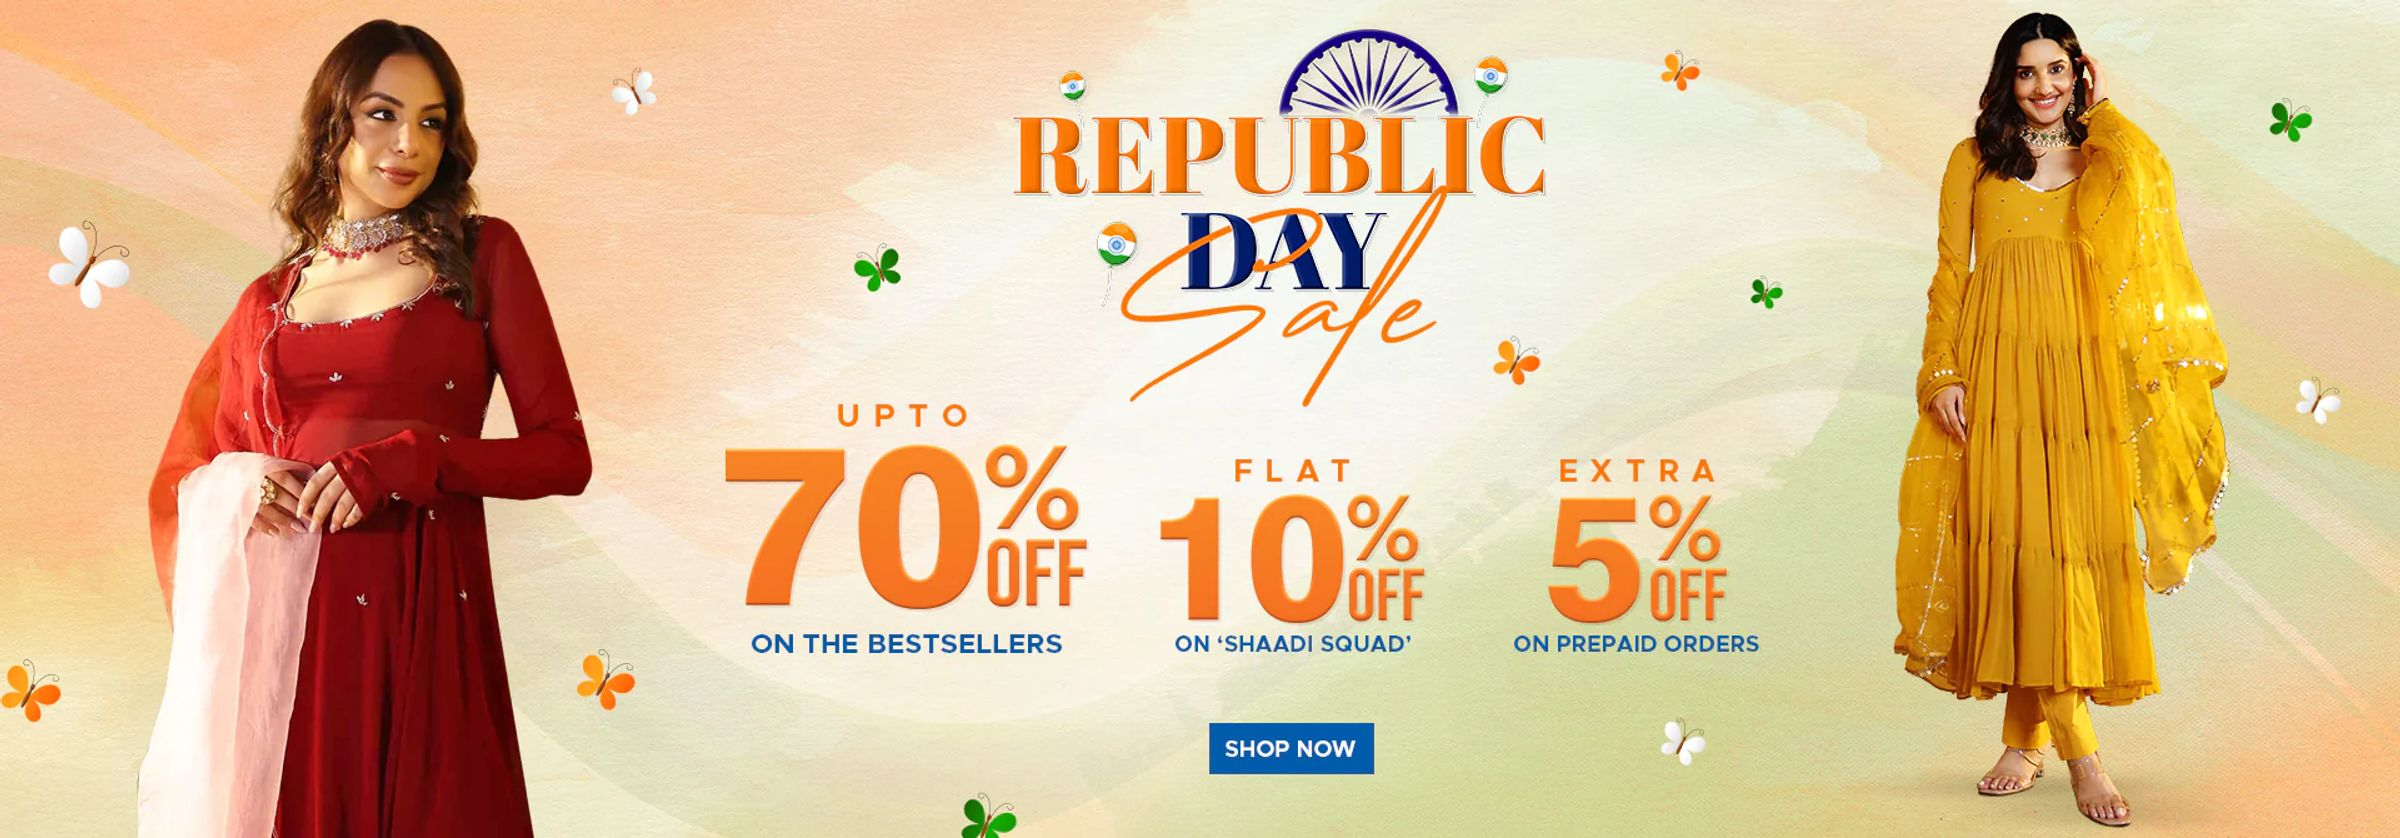 REPUBLIC
DAY
Sale
UPTO
70% OFF
ON THE BESTSELLERS
FLAT
10% OFF
ON ‘SHAADI SQUAD’
EXTRA
5% OFF
ON PREPAID ORDERS
SHOP NOW